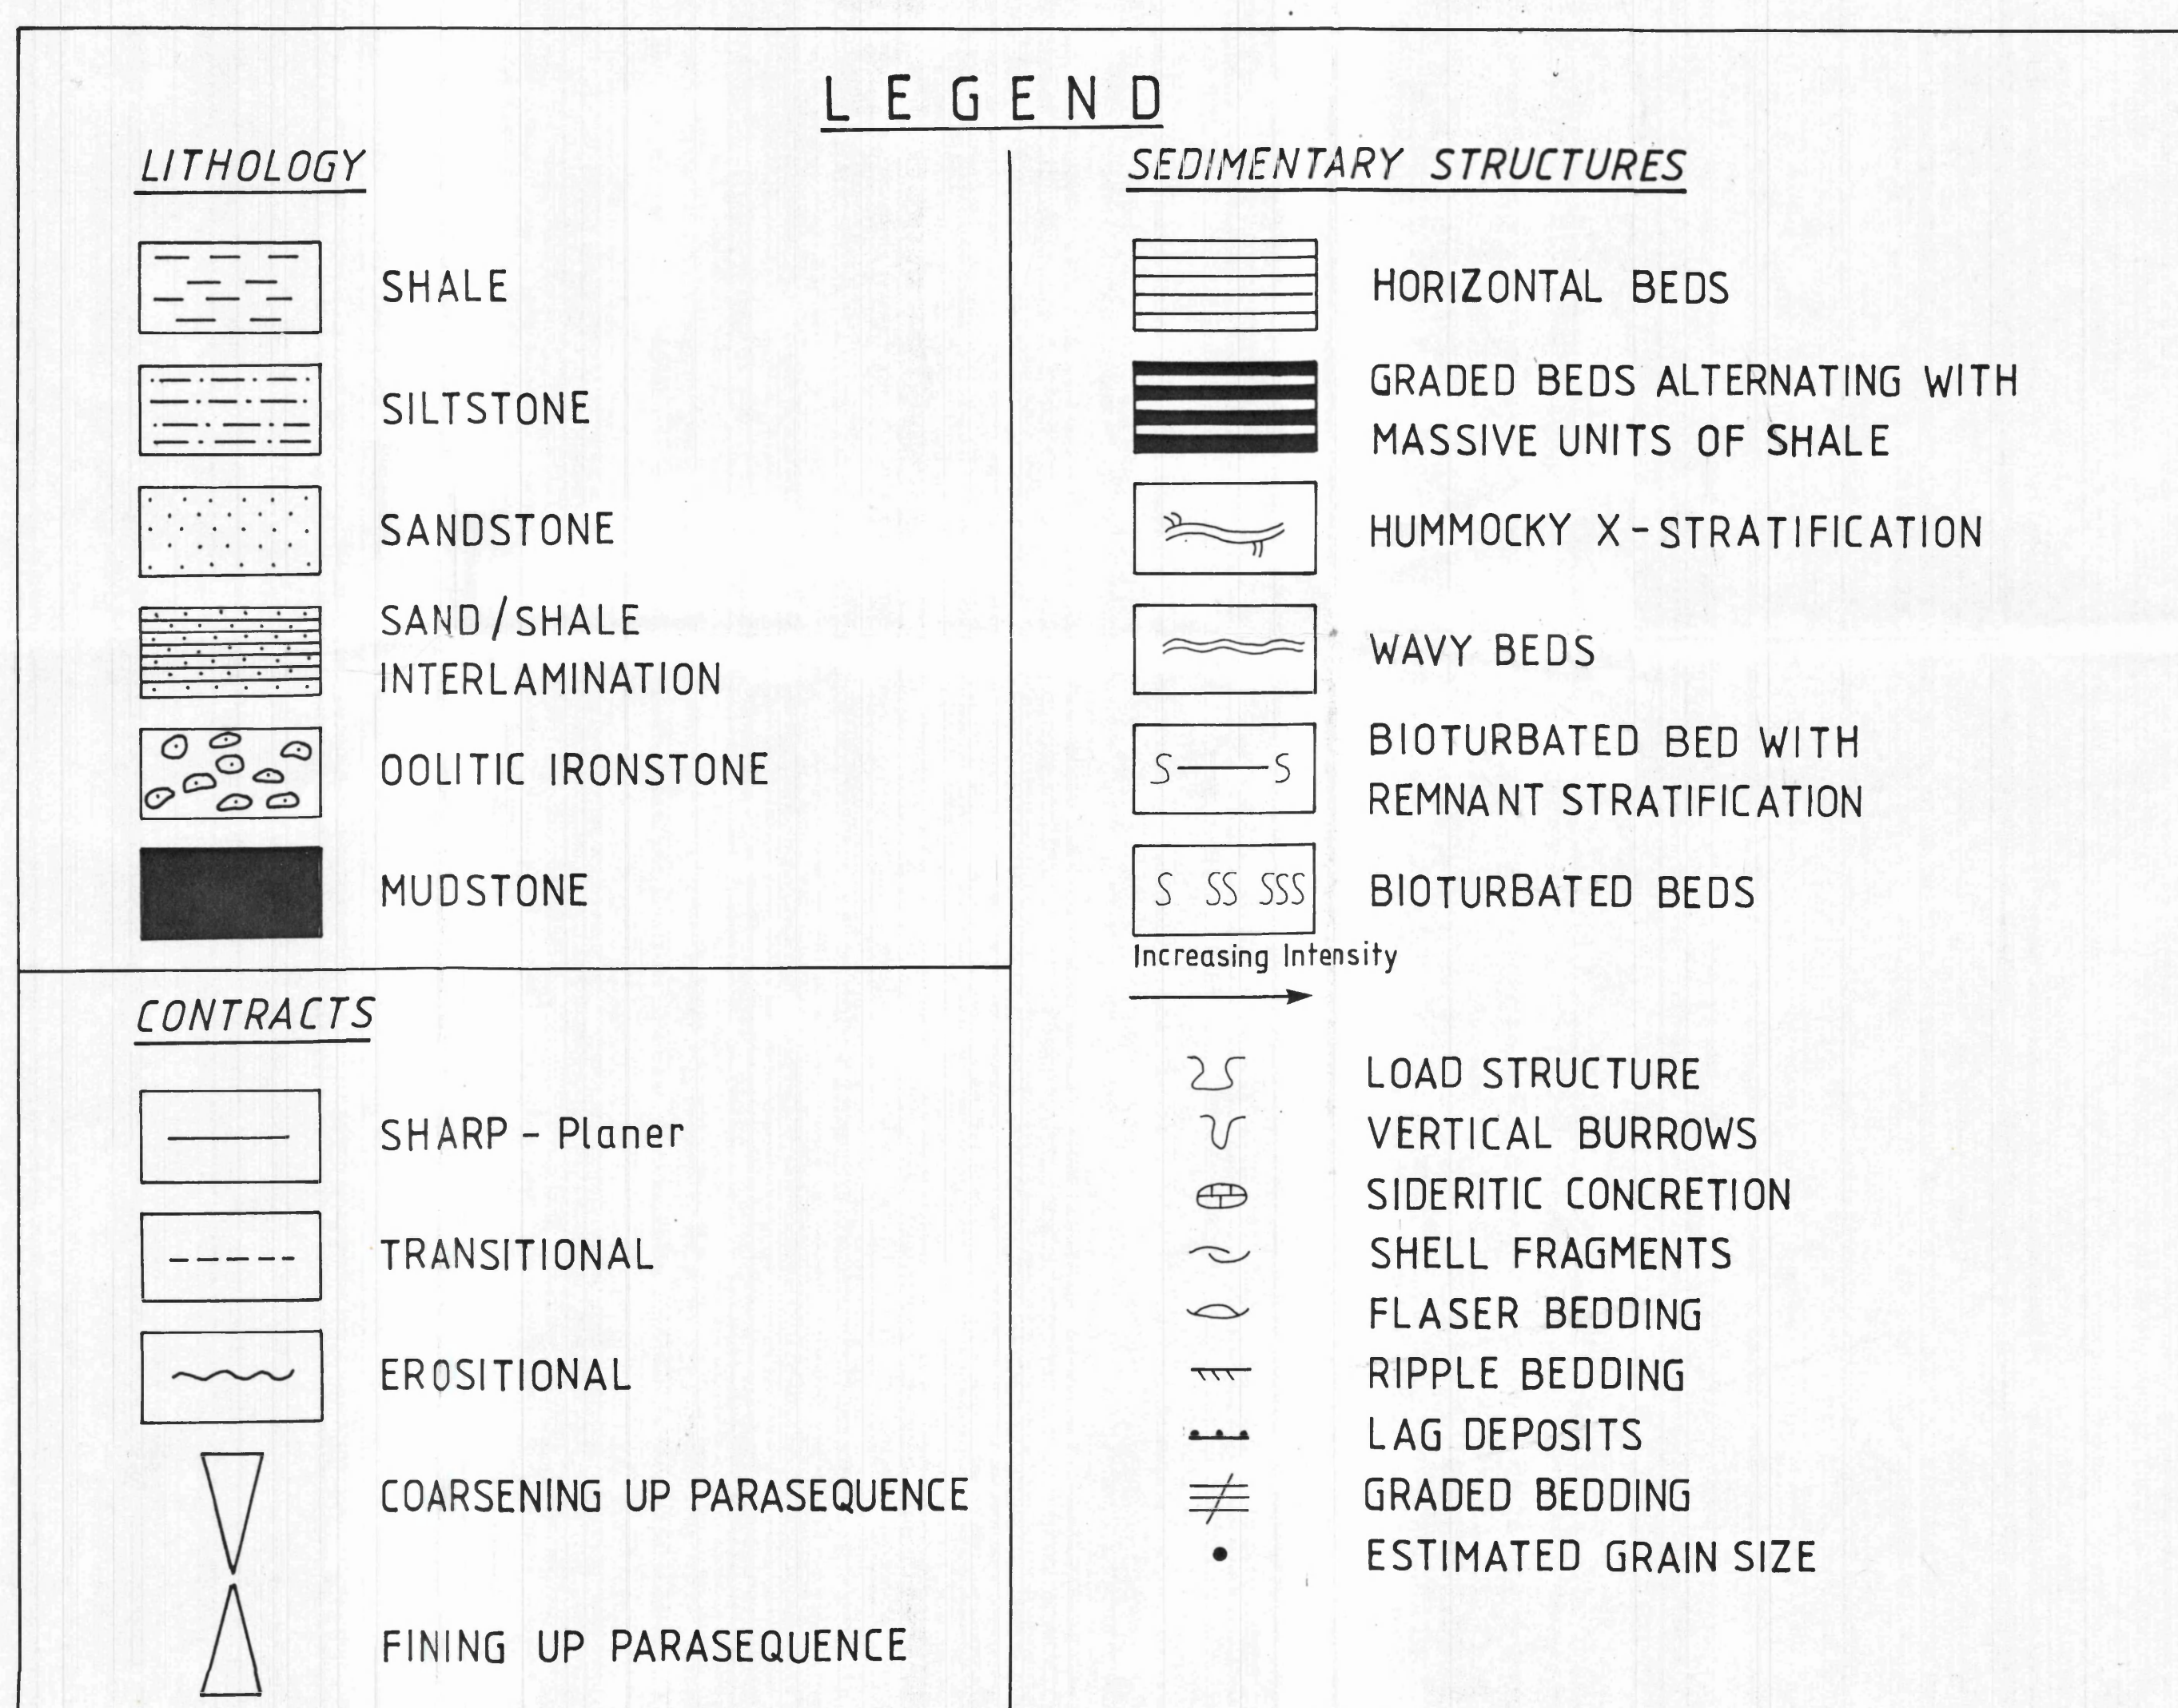 LEGEND
LITHOLOGY
SHALE
SILTSTONE
SANDSTONE
SAND/SHALE
INTERLAMINATION
OOLITIC IRONSTONE
MUDSTONE
CONTRACTS
SHARP - Planer
TRANSITIONAL
EROSITIONAL
COARSENING UP PARASEQUENCE
FINING UP PARASEQUENCE
SEDIMENTARY STRUCTURES
HORIZONTAL BEDS
GRADED BEDS ALTERNATING WITH
MASSIVE UNITS OF SHALE
HUMMOCKY X-STRATIFICATION
WAVY BEDS
S S
BIOTURBATED BED WITH
REMNANT STRATIFICATION
S SS SSS
BIOTURBATED BEDS
Increasing Intensity
LOAD STRUCTURE
VERTICAL BURROWS
SIDERITIC CONCRETION
SHELL FRAGMENTS
FLASER BEDDING
RIPPLE BEDDING
LAG DEPOSITS
GRADED BEDDING
ESTIMATED GRAIN SIZE